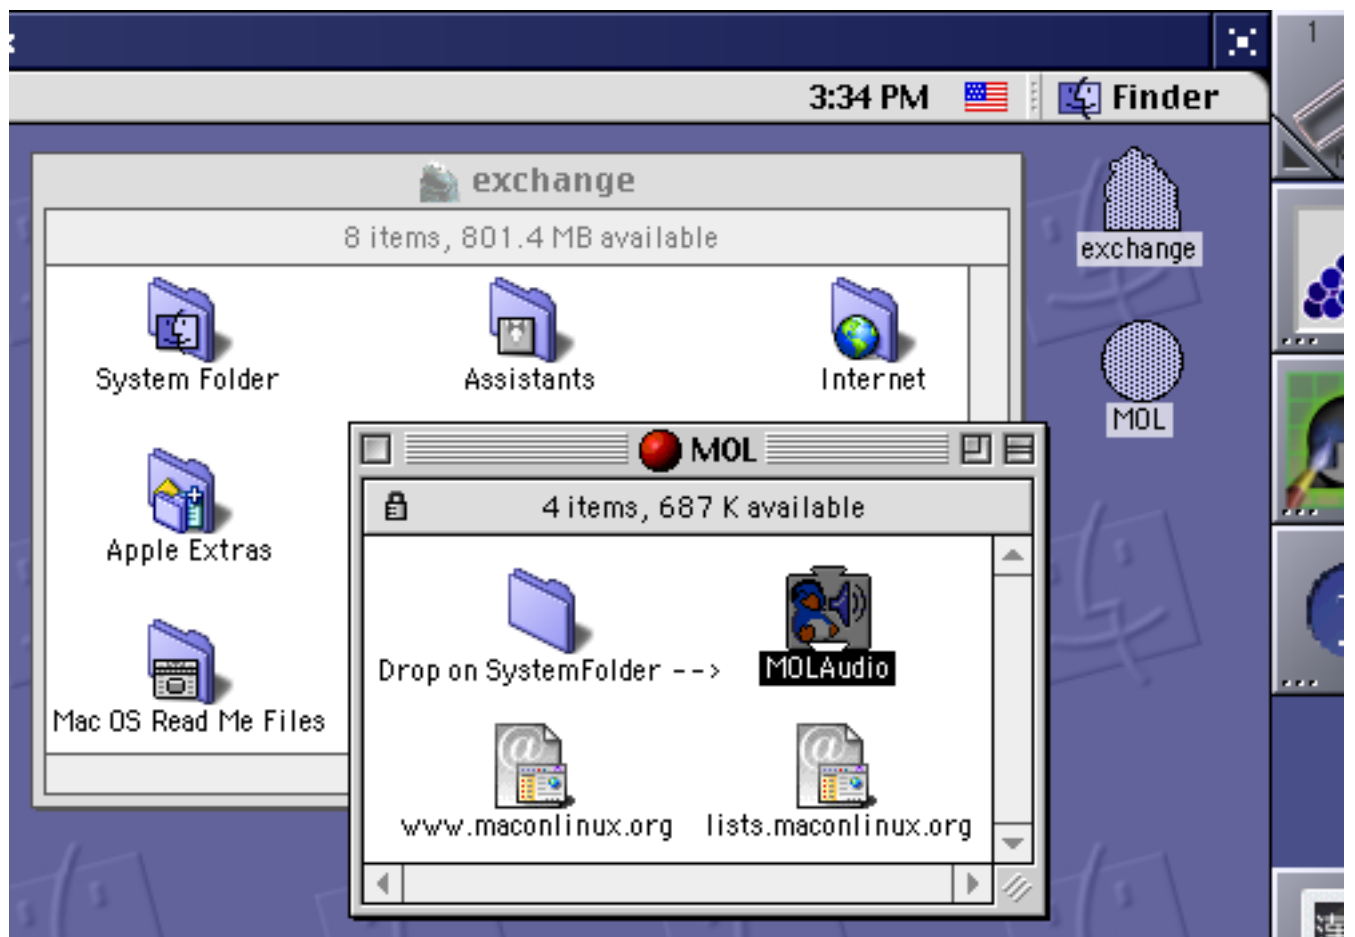 1
3:34 PM
Finder
exchange
8 items, 801.4 MB available
exchange
System Folder
Assistants
Internet
MOL
MOL
4 items, 687 K available
Apple Extras
Drop on SystemFolder -->
MOLAudio
Mac OS Read Me Files
www.maconlinux.org
lists.maconlinux.org